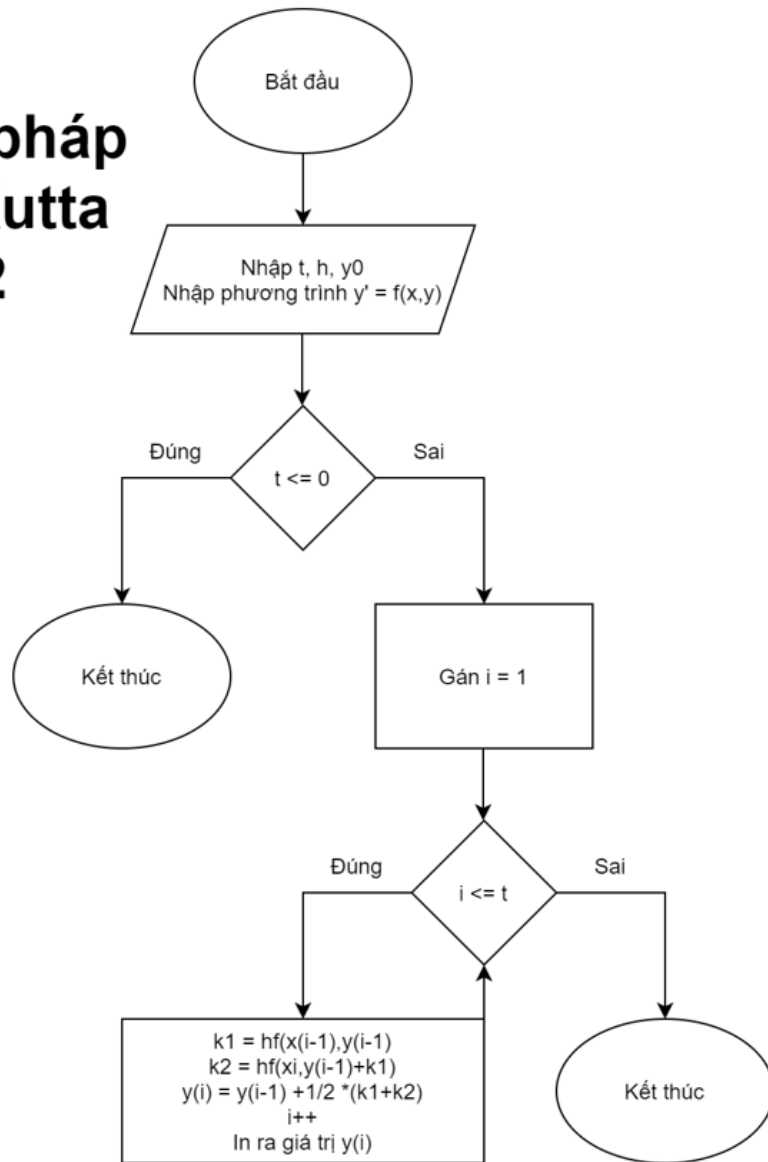 Bắt đầu
pháp
utta
2
Nhập t, h, y0
Nhập phương trình y' = f(x,y)
Đúng
t <= 0
Sai
Kết thúc
Gán i = 1
Đúng
i <= t
Sai
k1 = hf(x(i-1),y(i-1)
k2 = hf(xi,y(i-1)+k1)
y(i) = y(i-1) +1/2 *(k1+k2)
i++
In ra giá trị y(i)
Kết thúc